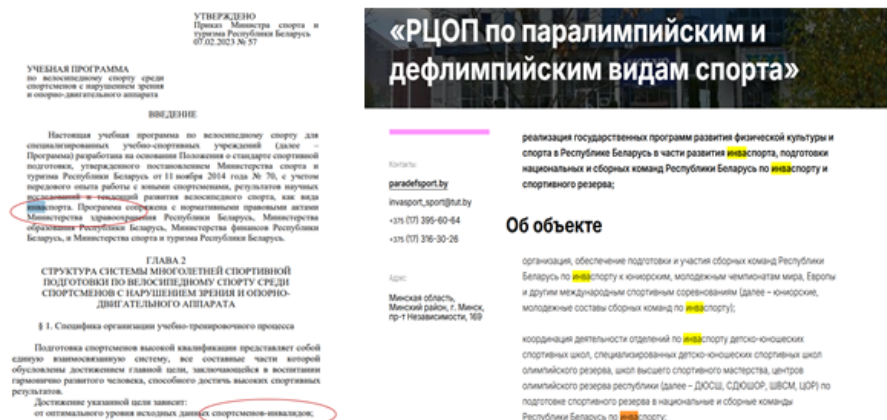 УТВЕРЖДЕНО
Приказ Министра спорта и
туризма Республики Беларусь
07.02.2023 № 57
УЧЕБНАЯ ПРОГРАММА
по велосипедному спорту среди
спортсменов с нарушением зрения
и опорно-двигательного аппарата
ВВЕДЕНИЕ
Настоящая учебная программа по велосипедному спорту для
специализированных учебно-спортивных учреждений (далее –
Программа) разработана на основании Положения о стандарте спортивной
подготовки, утвержденного постановлением Министерства спорта и
туризма Республики Беларусь от 11 ноября 2014 года № 70, с учетом
передового опыта работы с юными спортсменами, результатов научных
исследований и тенденций развития велосипедного спорта, как вида
инваспорта. Программа сопряжена с нормативными правовыми актами
Министерства здравоохранения Республики Беларусь, Министерства
образования Республики Беларусь, Министерства финансов Республики
Беларусь, и Министерства спорта и туризма Республики Беларусь.
ГЛАВА 2
СТРУКТУРА СИСТЕМЫ МНОГОЛЕТНЕЙ СПОРТИВНОЙ
ПОДГОТОВКИ ПО ВЕЛОСИПЕДНОМУ СПОРТУ СРЕДИ
СПОРТСМЕНОВ С НАРУШЕНИЕМ ЗРЕНИЯ И ОПОРНО-
ДВИГАТЕЛЬНОГО АППАРАТА
§ 1. Специфика организации учебно-тренировочного процесса
Подготовка спортсменов высокой квалификации представляет собой
единую взаимосвязанную систему, все составные части которой
обусловлены достижением главной цели, заключающейся в воспитании
гармонично развитого человека, способного достичь высоких спортивных
результатов.
Достижение указанной цели зависит:
от оптимального уровня исходных данных спортсменов-инвалидов;
«РЦОП по паралимпийским и
дефлимпийским видам спорта»
Контакты:
paradefsport.by
invasport_sport@tut.by
+375 (17) 395-60-64
+375 (17) 316-30-26
Адрес:
Минская область,
Минский район, г. Минск,
пр-т Независимости, 169
реализация государственных программ развития физической культуры и
спорта в Республике Беларусь в части развития инваспорта, подготовки
национальных и сборных команд Республики Беларусь по инваспорту и
спортивного резерва;
Об объекте
организация, обеспечение подготовки и участия сборных команд Республики
Беларусь по инваспорту к юниорским, молодежным чемпионатам мира, Европы
и другим международным спортивным соревнованиям (далее – юниорские,
молодежные составы сборных команд по инваспорту);
координация деятельности отделений по инваспорту детско-юношеских
спортивных школ, специализированных детско-юношеских спортивных школ
олимпийского резерва, школ высшего спортивного мастерства, центров
олимпийского резерва республики (далее – ДЮСШ, СДЮШОР, ШВСМ, ЦОР) по
подготовке спортивного резерва в национальные и сборные команды
Республики Беларусь по инваспорту;